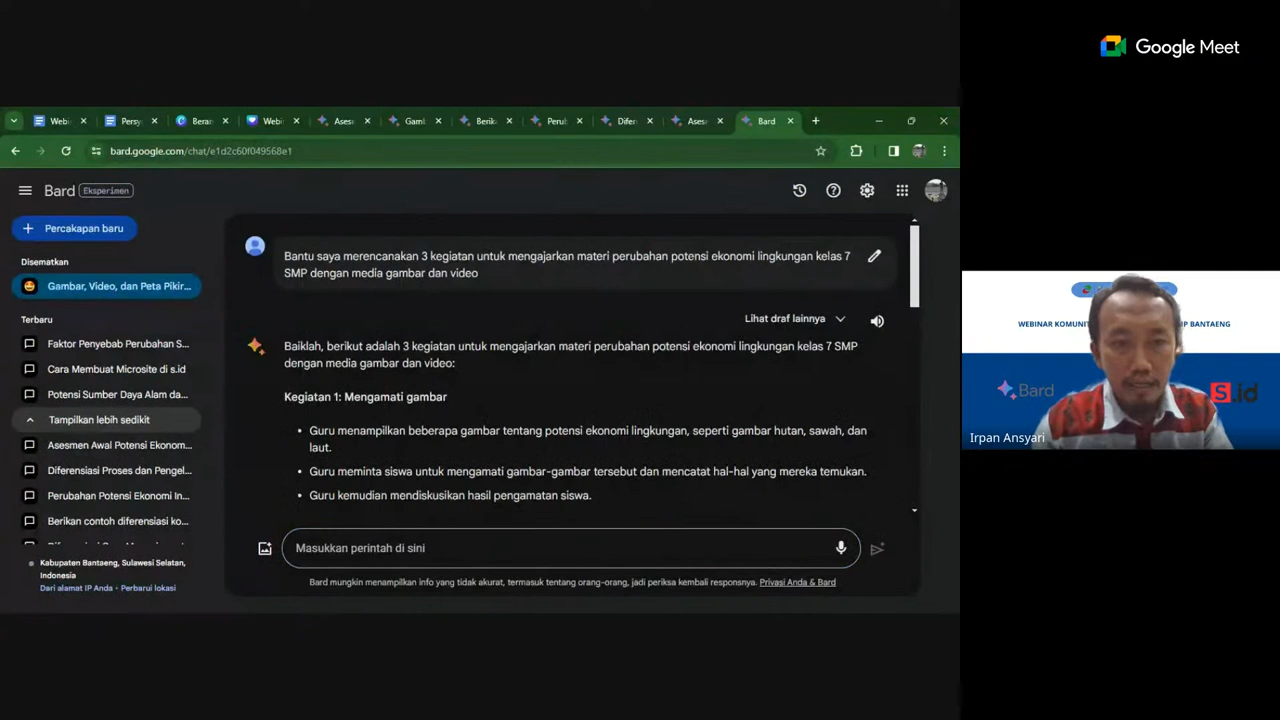 Google Meet
Webi
Persy
Beran
Webi
Asese
Gamb
Berika
Perub
Difere
Asesr
Bard
bard.google.com/chat/e1d2c60f049568e1
Bard Eksperimen
Percakapan baru
Disematkan
Gambar, Video, dan Peta Pikir...
Terbaru
Faktor Penyebab Perubahan S...
Cara Membuat Microsite di s.id
Potensi Sumber Daya Alam da...
Tampilkan lebih sedikit
Asesmen Awal Potensi Ekonom...
Diferensiasi Proses dan Pengel...
Perubahan Potensi Ekonomi In...
Berikan contoh diferensiasi ko...
Kabupaten Bantaeng, Sulawesi Selatan,
Indonesia
Dari alamat IP Anda • Perbarui lokasi
Bantu saya merencanakan 3 kegiatan untuk mengajarkan materi perubahan potensi ekonomi lingkungan kelas 7
SMP dengan media gambar dan video
Lihat draf lainnya
Baiklah, berikut adalah 3 kegiatan untuk mengajarkan materi perubahan potensi ekonomi lingkungan kelas 7 SMP
dengan media gambar dan video:
Kegiatan 1: Mengamati gambar
• Guru menampilkan beberapa gambar tentang potensi ekonomi lingkungan, seperti gambar hutan, sawah, dan
laut.
• Guru meminta siswa untuk mengamati gambar-gambar tersebut dan mencatat hal-hal yang mereka temukan.
• Guru kemudian mendiskusikan hasil pengamatan siswa.
Masukkan perintah di sini
Bard mungkin menampilkan info yang tidak akurat, termasuk tentang orang-orang, jadi periksa kembali responsnya. Privasi Anda & Bard
WEBINAR KOMUNI
IP BANTAENG
Bard
S.id
Irpan Ansyari